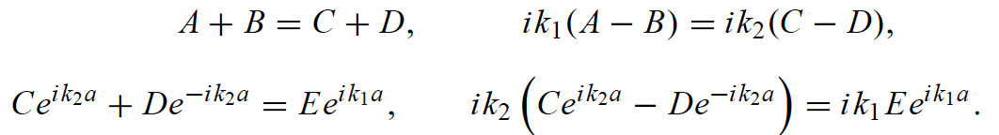 A + B = C + D, ik₁(A − B) = ik₂(C − D),
Ce^{ik₂a} + De^{−ik₂a} = Ee^{ik₁a}, ik₂(Ce^{ik₂a} − De^{−ik₂a}) = ik₁Ee^{ik₁a}.